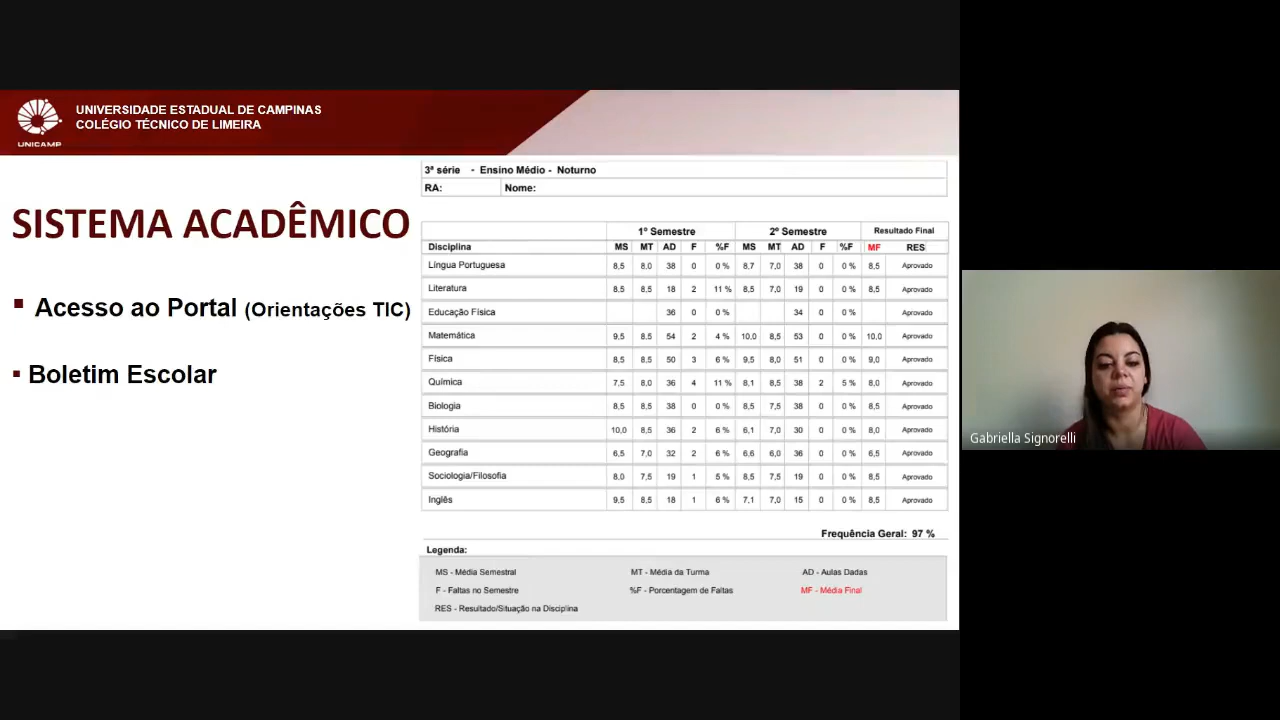 UNIVERSIDADE ESTADUAL DE CAMPINAS
COLÉGIO TÉCNICO DE LIMEIRA
UNICAMP
SISTEMA ACADÊMICO
▪ Acesso ao Portal (Orientações TIC)
▪ Boletim Escolar
3ª série - Ensino Médio - Noturno
RA: Nome:
1º Semestre 2º Semestre Resultado Final
Disciplina MS MT AD F %F MS MT AD F %F MF RES
Língua Portuguesa 8,5 8,0 38 0 0 % 8,7 7,0 38 0 0 % 8,5 Aprovado
Literatura 8,5 8,5 18 2 11 % 8,5 7,0 19 0 0 % 8,5 Aprovado
Educação Física 36 0 0 % 34 0 0 % Aprovado
Matemática 9,5 8,5 54 2 4 % 10,0 8,5 53 0 0 % 10,0 Aprovado
Física 8,5 8,5 50 3 6 % 9,5 8,0 51 0 0 % 9,0 Aprovado
Química 7,5 8,0 36 4 11 % 8,1 8,5 38 2 5 % 8,0 Aprovado
Biologia 8,5 8,5 38 0 0 % 8,5 7,5 38 0 0 % 8,5 Aprovado
História 10,0 8,5 36 2 6 % 6,1 7,0 30 0 0 % 8,0 Aprovado
Geografia 6,5 7,0 32 2 6 % 6,6 6,0 36 0 0 % 6,5 Aprovado
Sociologia/Filosofia 8,0 7,5 19 1 5 % 8,5 7,5 19 0 0 % 8,5 Aprovado
Inglês 9,5 8,5 18 1 6 % 7,1 7,0 15 0 0 % 8,5 Aprovado
Frequência Geral: 97 %
Legenda:
MS - Média Semestral MT - Média da Turma AD - Aulas Dadas
F - Faltas no Semestre %F - Porcentagem de Faltas MF - Média Final
RES - Resultado/Situação na Disciplina
Gabriella Signorelli